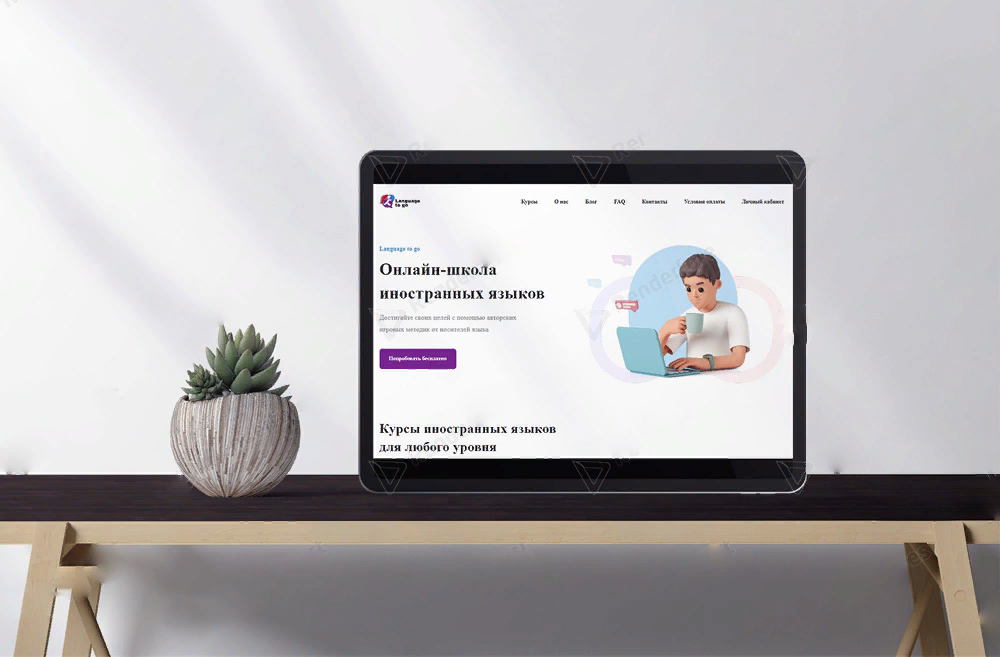 Language
to go
Курсы О нас Блог FAQ Контакты Условия оплаты Личный кабинет
Language to go
Онлайн-школа
иностранных языков
Достигайте своих целей с помощью авторских
игровых методик от носителей языка
Попробовать бесплатно
Курсы иностранных языков
для любого уровня